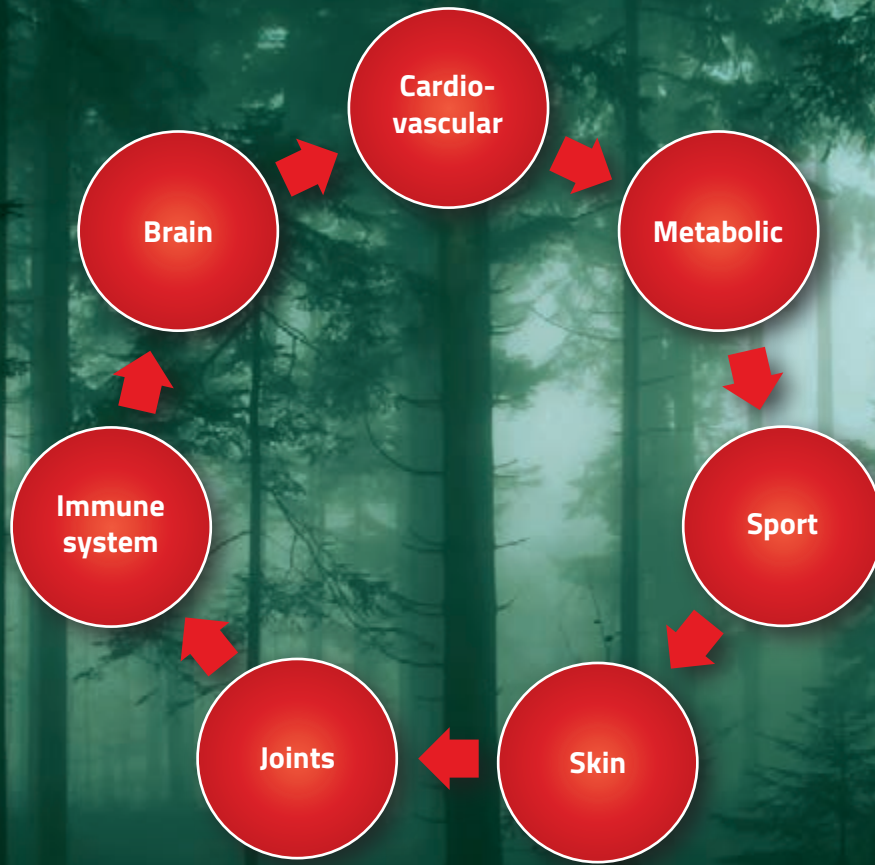 Cardio-
vascular
Metabolic
Sport
Skin
Joints
Immune
system
Brain